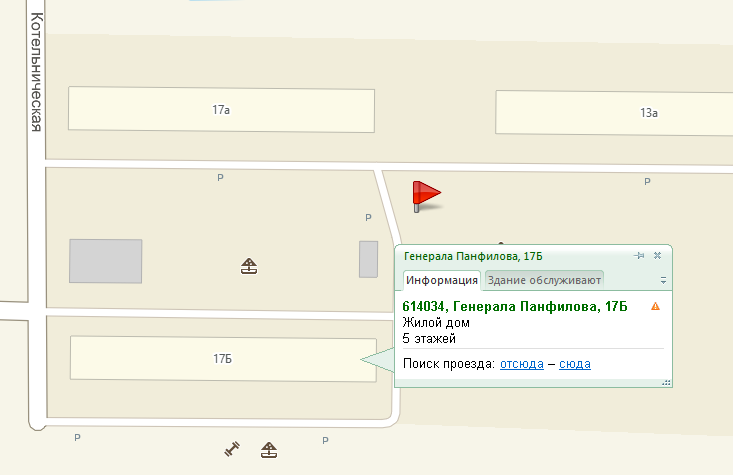 Котельническая
17а
13а
P
P
P
Генерала Панфилова, 17Б
Информация
Здание обслуживают
614034, Генерала Панфилова, 17Б
Жилой дом
5 этажей
Поиск проезда: отсюда – сюда
17Б
P
P